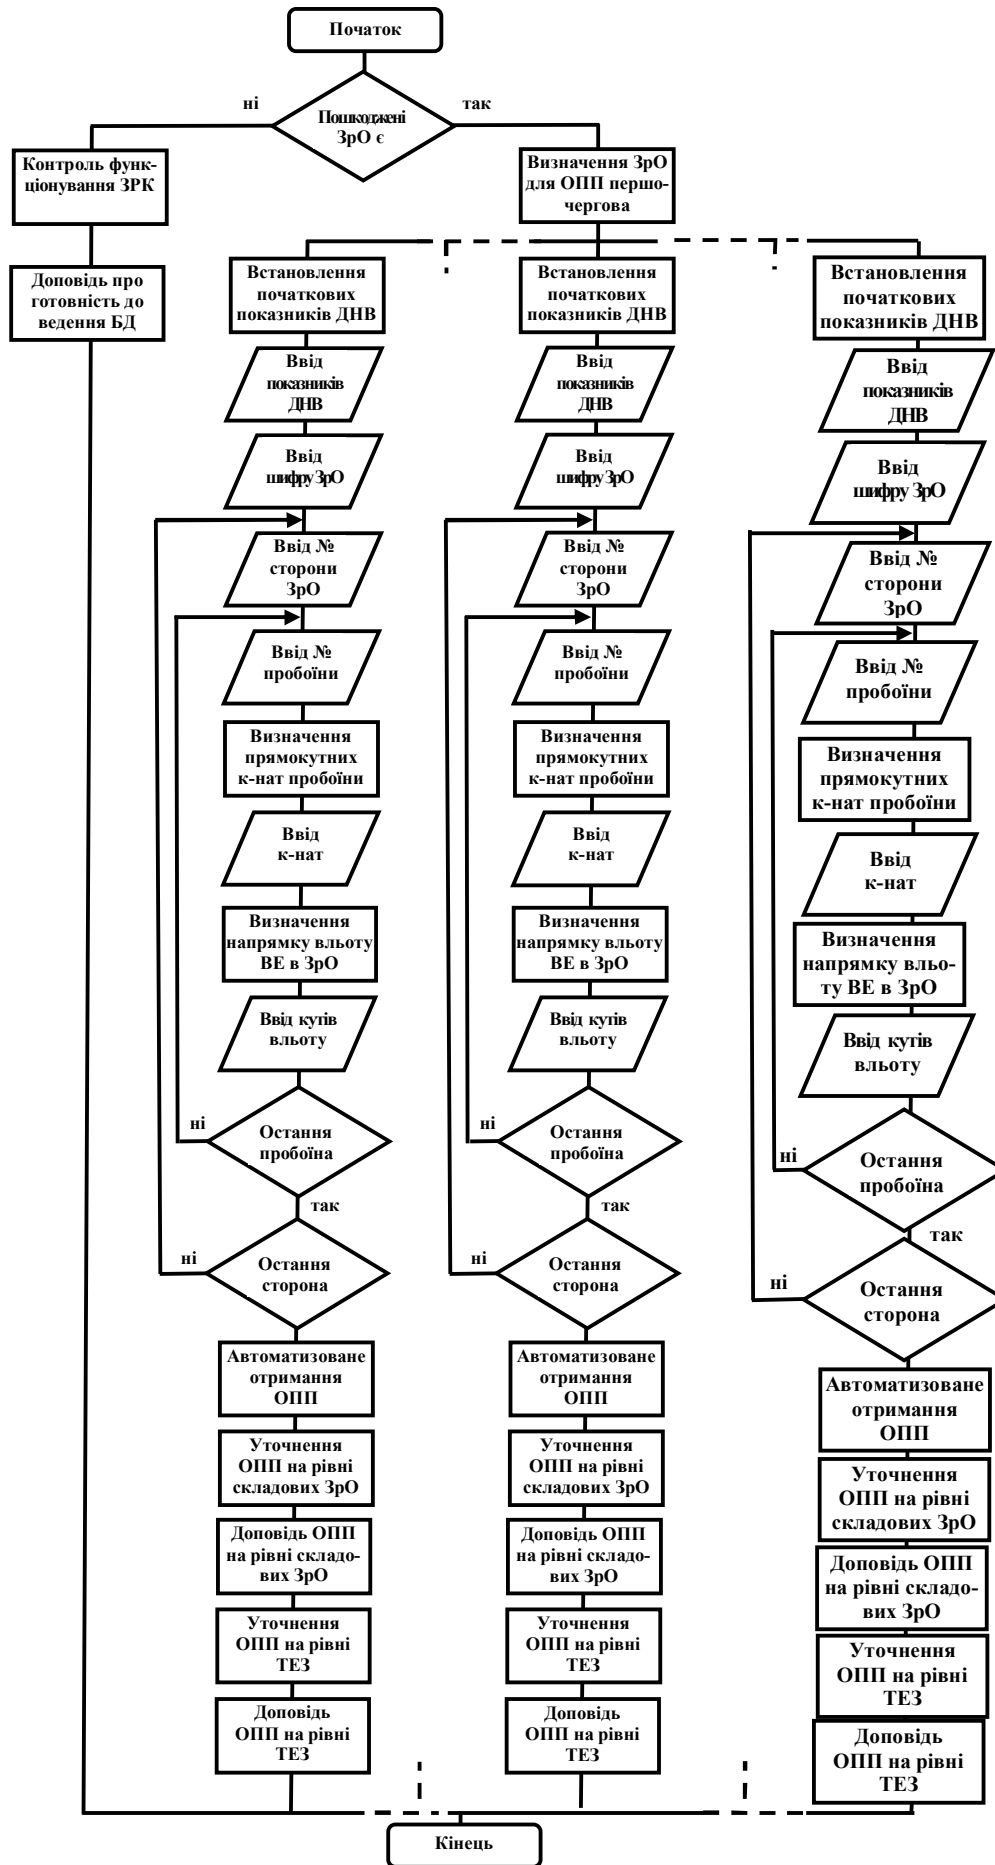 Початок
ні
так
Пошкоджені
ЗрО є
Контроль функ-
ціонування ЗРК
Визначення ЗрО
для ОПП першо-
чергова
Доповідь про
готовність до
ведення БД
Встановлення
початкових
показників ДНВ
Ввід
показників
ДНВ
Ввід
шифру ЗрО
Ввід №
сторони
ЗрО
Ввід №
пробоїни
Визначення
прямокутних
к-нат пробоїни
Ввід
к-нат
Визначення
напрямку вльоту
ВЕ в ЗрО
Ввід кутів
вльоту
ні
Остання
пробоїна
так
ні
Остання
сторона
Автоматизоване
отримання
ОПП
Уточнення
ОПП на рівні
складових ЗрО
Доповідь ОПП
на рівні складо-
вих ЗрО
Уточнення
ОПП на рівні
ТЕЗ
Доповідь
ОПП на рівні
ТЕЗ
Встановлення
початкових
показників ДНВ
Ввід
показників
ДНВ
Ввід
шифру ЗрО
Ввід №
сторони
ЗрО
Ввід №
пробоїни
Визначення
прямокутних
к-нат пробоїни
Ввід
к-нат
Визначення
напрямку вльоту
ВЕ в ЗрО
Ввід кутів
вльоту
ні
Остання
пробоїна
так
ні
Остання
сторона
Автоматизоване
отримання
ОПП
Уточнення
ОПП на рівні
складових ЗрО
Доповідь ОПП
на рівні складо-
вих ЗрО
Уточнення
ОПП на рівні
ТЕЗ
Доповідь
ОПП на рівні
ТЕЗ
Встановлення
початкових
показників ДНВ
Ввід
показників
ДНВ
Ввід
шифру ЗрО
Ввід №
сторони
ЗрО
Ввід №
пробоїни
Визначення
прямокутних
к-нат пробоїни
Ввід
к-нат
Визначення
напрямку вльо-
ту ВЕ в ЗрО
Ввід кутів
вльоту
ні
Остання
пробоїна
так
ні
Остання
сторона
Автоматизоване
отримання
ОПП
Уточнення
ОПП на рівні
складових ЗрО
Доповідь ОПП
на рівні складо-
вих ЗрО
Уточнення
ОПП на рівні
ТЕЗ
Доповідь
ОПП на рівні
ТЕЗ
Кінець